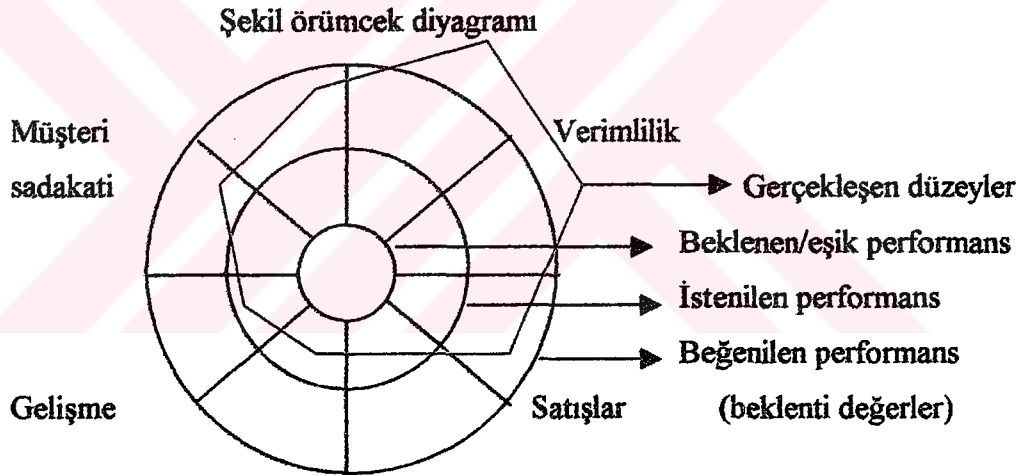 Şekil örümcek diyagramı
Müşteri
sadakati
Verimlilik
Gerçekleşen düzeyler
Beklenen/eşik performans
İstenilen performans
Beğenilen performans
(beklenti değerler)
Gelişme
Satışlar